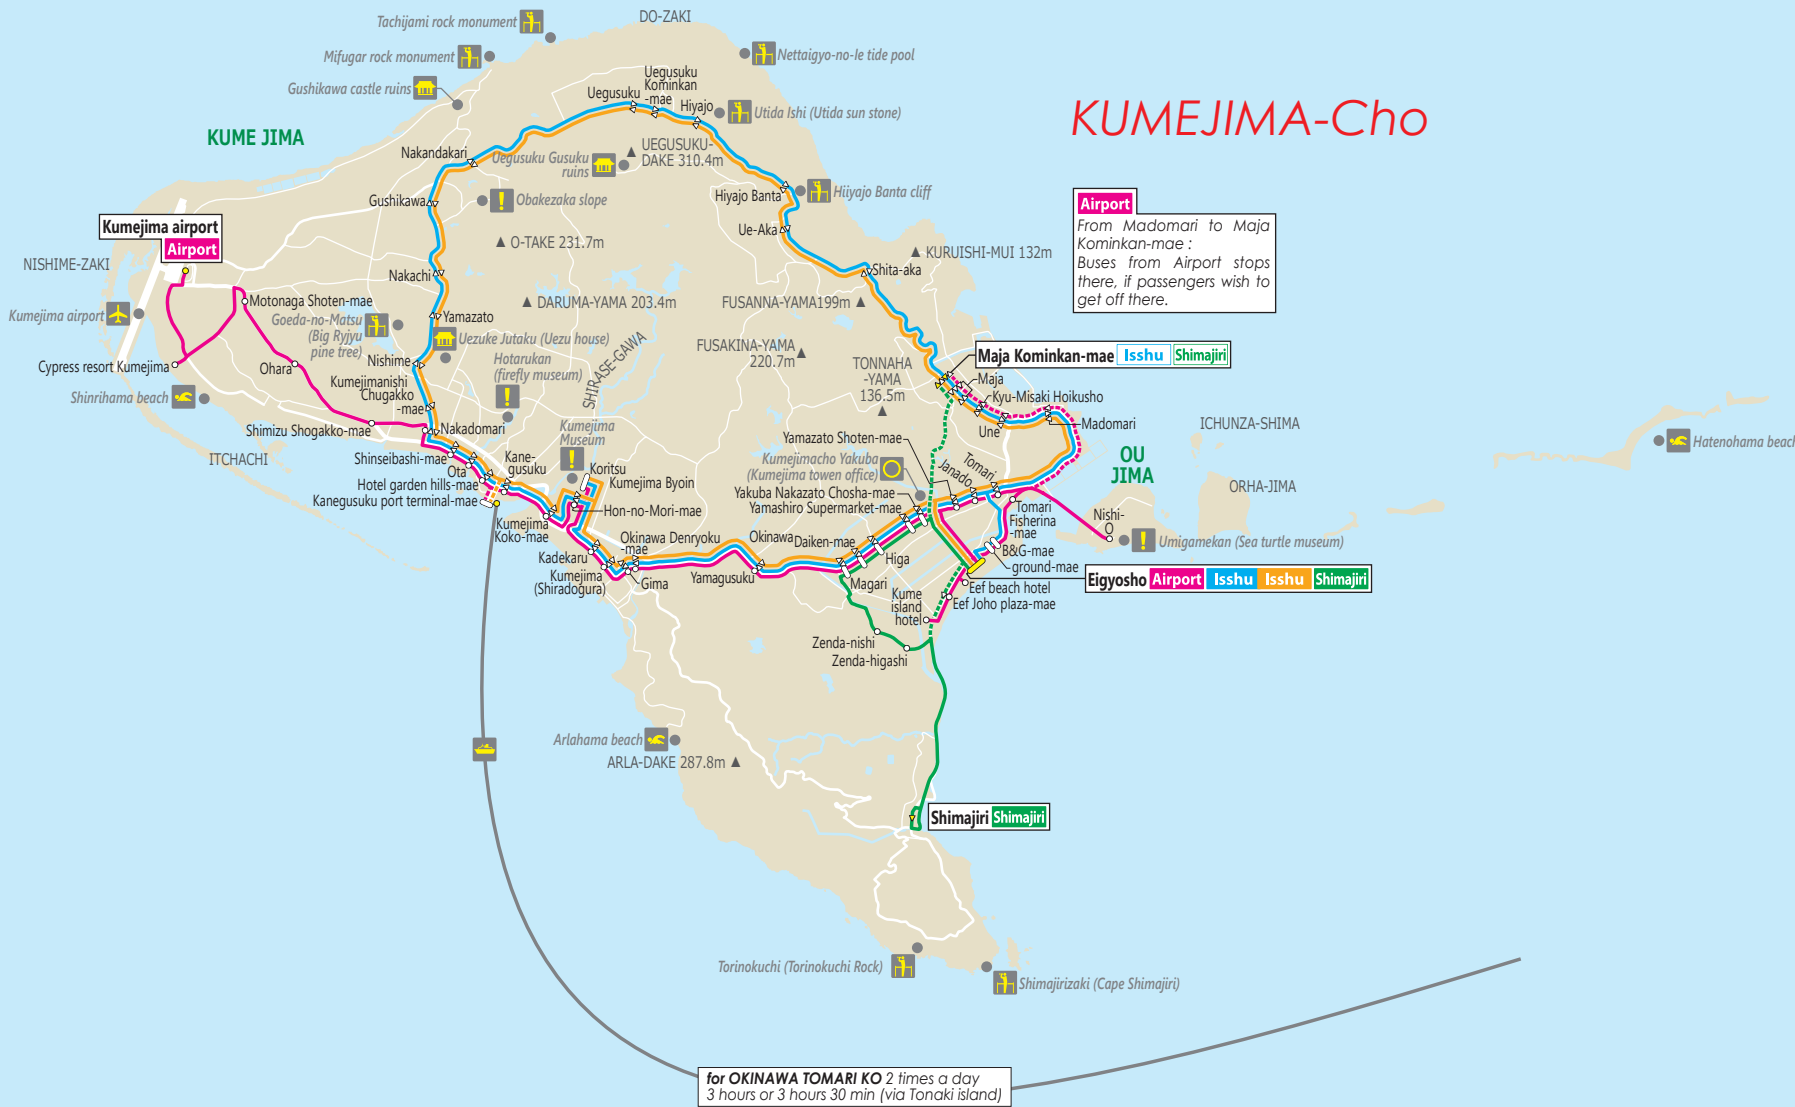 DO-ZAKI
Tachijami rock monument
Mifugar rock monument
Nettaigyo-no-Ie tide pool
Gushikawa castle ruins
Uegusuku
Kominkan
-mae
Uegusuku
Hiyajo
Utida Ishi (Utida sun stone)
KUMEJIMA-Cho
KUME JIMA
Nakandakari
Uegusuku Gusuku
ruins
UEGUSUKU-
DAKE 310.4m
Gushikawa
Obakezaka slope
Hiyajo Banta
Hiiyajo Banta cliff
Airport
From Madomari to Maja
Kominkan-mae :
Buses from Airport stops
there, if passengers wish to
get off there.
Kumejima airport
Airport
NISHIME-ZAKI
O-TAKE 231.7m
Ue-Aka
KURUISHI-MUI 132m
Nakachi
Shita-aka
Motonaga Shoten-mae
DARUMA-YAMA 203.4m
FUSANNA-YAMA199m
Kumejima airport
Goeda-no-Matsu
(Big Ryjyu
pine tree)
Yamazato
Uezuke Jutaku (Uezu house)
FUSAKINA-YAMA
220.7m
SHIRASE-GAWA
Cypress resort Kumejima
Ohara
Nishime
Hotarukan
(firefly museum)
TONNAHA
-YAMA
136.5m
Maja Kominkan-mae Isshu Shimajiri
Maja
Kyu-Misaki Hoikusho
Kumejimanishi
Chugakko
-mae
Shinrihama beach
Shimizu Shogakko-mae
Nakadomari
Kumejima
Museum
Une
Madomari
ICHUNZA-SHIMA
Hatenohama beach
ITCHACHI
Shinseibashi-mae
Ota
Kane-
gusuku
Hotel garden hills-mae
Kanegusuku port terminal-mae
Koritsu
Kumejima Byoin
Yamazato Shoten-mae
Kumejimacho Yakuba
(Kumejima towen office)
Janado
Tomari
OU
JIMA
ORHA-JIMA
Yakuba Nakazato Chosha-mae
Yamashiro Supermarket-mae
Hon-no-Mori-mae
Kumejima
Koko-mae
Tomari
Fisherina
-mae
Nishi-
O
Umigamekan (Sea turtle museum)
Okinawa Denryoku
-mae
Okinawa
Daiken-mae
Kadekaru
Higa
B&G-mae
ground-mae
Kumejima
(Shiradogura)
Gima
Yamagusuku
Magari
Eigyosho Airport Isshu Isshu Shimajiri
Eef beach hotel
Eef Joho plaza-mae
Kume
island
hotel
Zenda-nishi
Zenda-higashi
Arlahama beach
ARLA-DAKE 287.8m
Shimajiri Shimajiri
Torinokuchi (Torinokuchi Rock)
Shimajirizaki (Cape Shimajiri)
for OKINAWA TOMARI KO 2 times a day
3 hours or 3 hours 30 min (via Tonaki island)